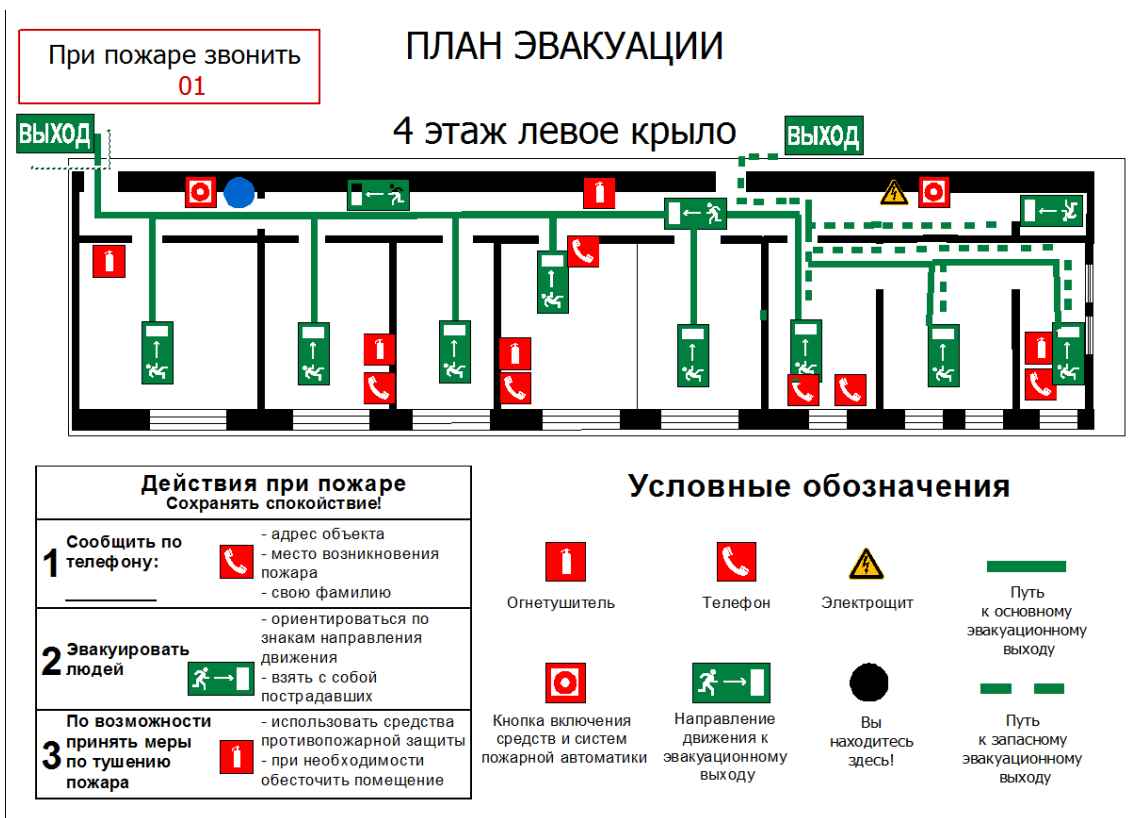 При пожаре звонить
01
ПЛАН ЭВАКУАЦИИ
4 этаж левое крыло
ВЫХОД
ВЫХОД
Действия при пожаре
Сохранять спокойствие!
1 Сообщить по
телефону:
- адрес объекта
- место возникновения
пожара
- свою фамилию
2 Эвакуировать
людей
- ориентироваться по
знакам направления
движения
- взять с собой
пострадавших
3 По возможности
принять меры
по тушению
пожара
- использовать средства
противопожарной защиты
- при необходимости
обесточить помещение
Условные обозначения
Огнетушитель
Телефон
Электрощит
Путь
к основному
эвакуационному
выходу
Кнопка включения
средств и систем
пожарной автоматики
Направление
движения к
эвакуационному
выходу
Вы
находитесь
здесь!
Путь
к запасному
эвакуационному
выходу